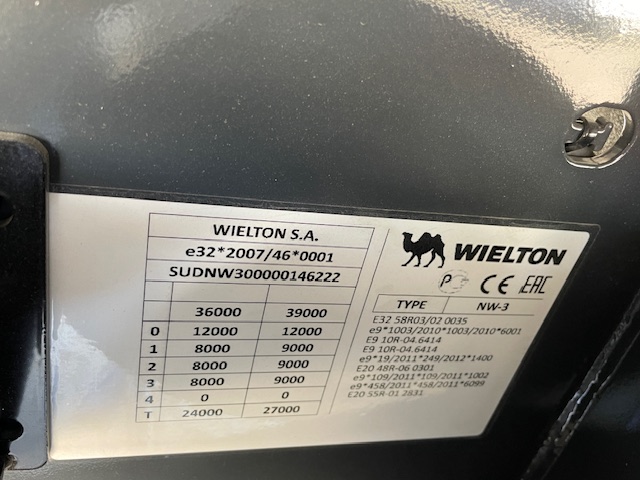 WIELTON S.A.
e32*2007/46*0001
SUDNW300000146222
36000 39000
0 12000 12000
1 8000 9000
2 8000 9000
3 8000 9000
4 0 0
T 24000 27000
WIELTON
PC CE EAC
TYPE NW-3
E32 58R03/02 0035
e9*1003/2010*1003/2010*6001
E9 10R-04.6414
E9 10R-04.6414
e9*19/2011*249/2012*1400
E20 48R-06 0301
e9*109/2011*109/2011*1002
e9*458/2011*458/2011*6099
E20 55R-01 2831